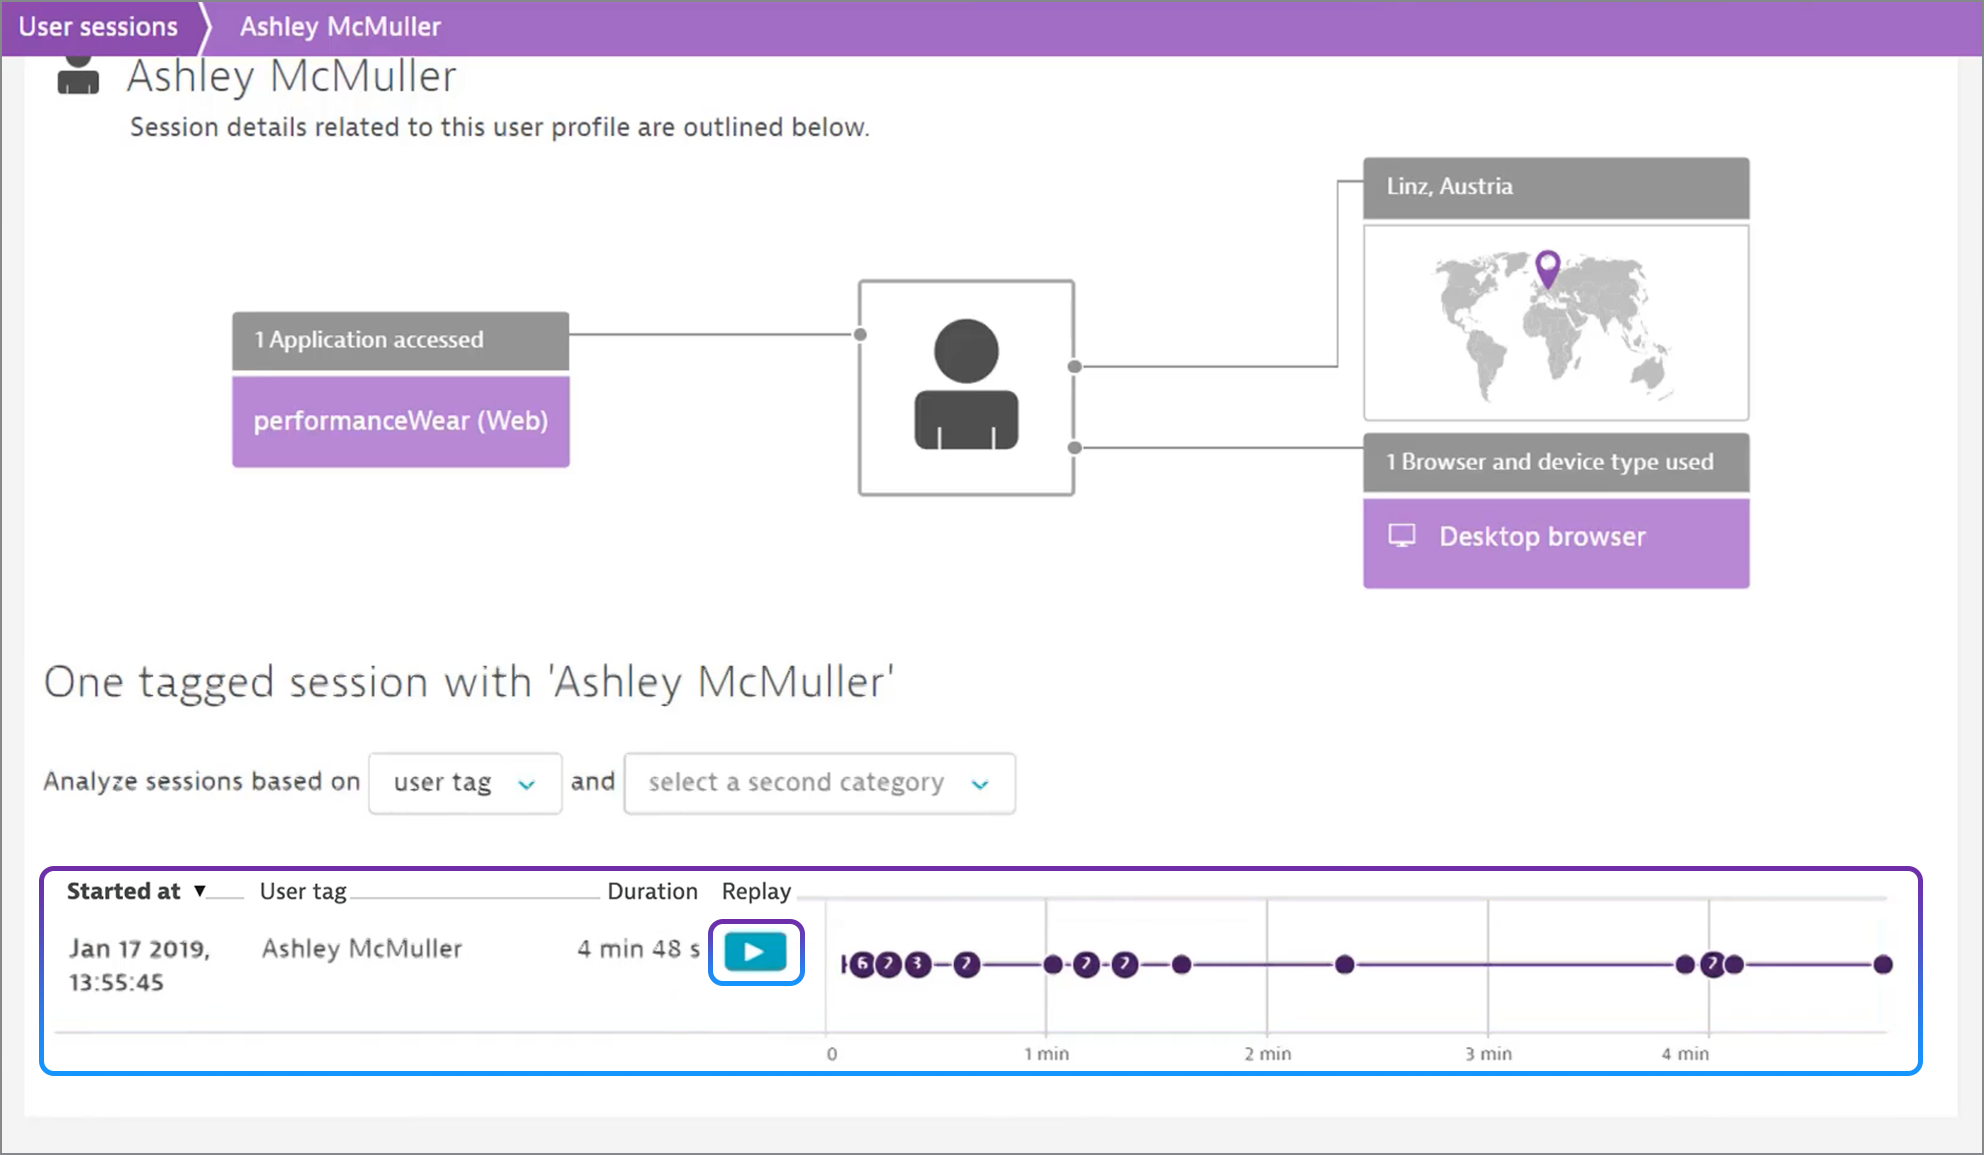 User sessions
Ashley McMuller
Ashley McMuller
Session details related to this user profile are outlined below.
Linz, Austria
1 Application accessed
performanceWear (Web)
1 Browser and device type used
Desktop browser
One tagged session with 'Ashley McMuller'
Analyze sessions based on user tag and select a second category
Started at ▼ User tag Duration Replay
Jan 17 2019, Ashley McMuller 4 min 48 s
13:55:45
6 2 3 2 2 2 2
0 1 min 2 min 3 min 4 min